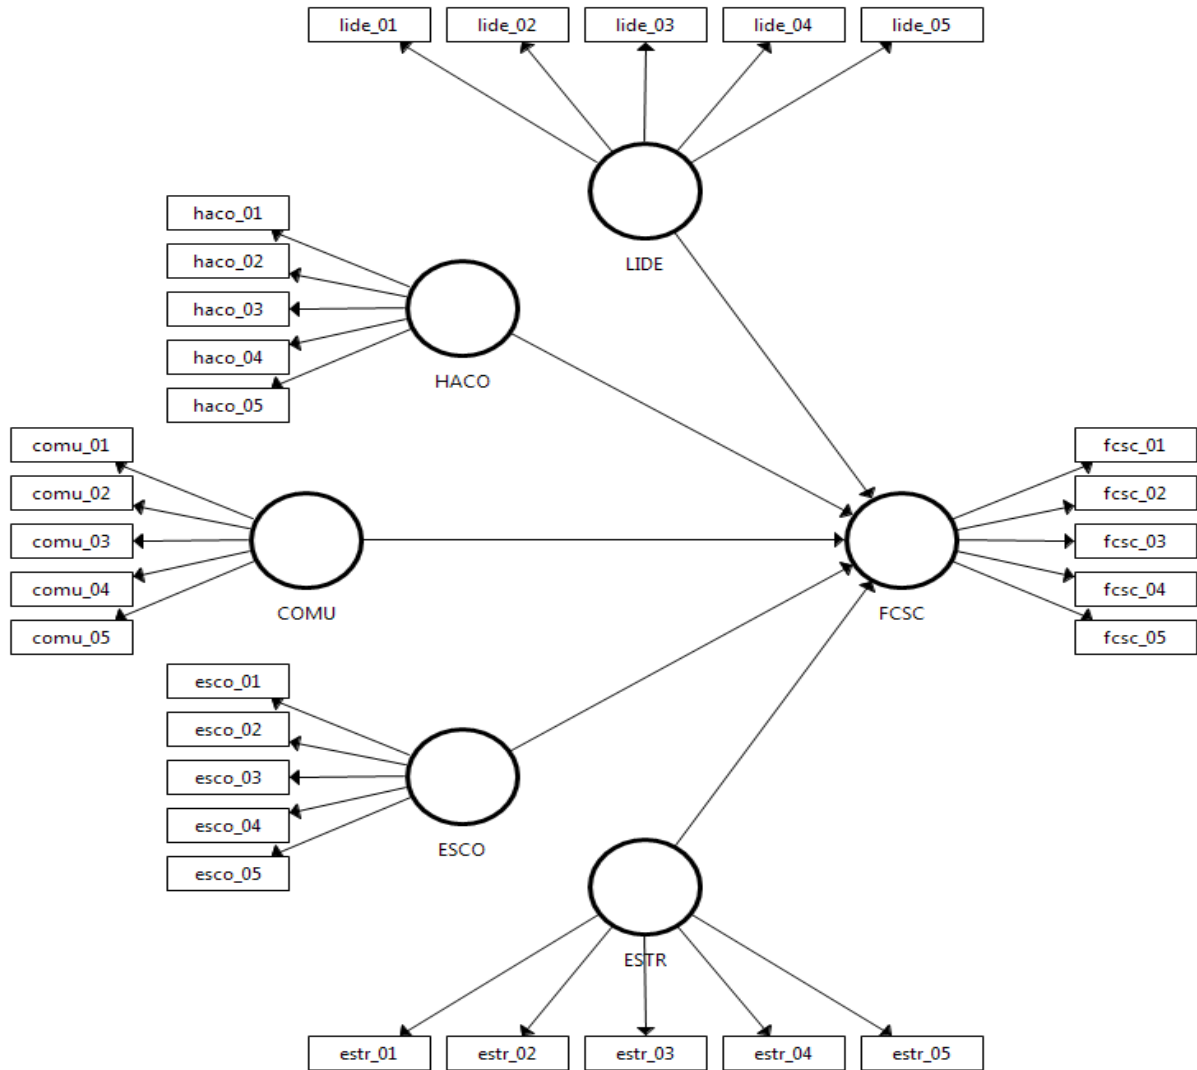 lide_01 lide_02 lide_03 lide_04 lide_05
LIDE
haco_01
haco_02
haco_03
haco_04
haco_05
HACO
comu_01
comu_02
comu_03
comu_04
comu_05
COMU
fcsc_01
fcsc_02
fcsc_03
fcsc_04
fcsc_05
FCSC
esco_01
esco_02
esco_03
esco_04
esco_05
ESCO
ESTR
estr_01 estr_02 estr_03 estr_04 estr_05